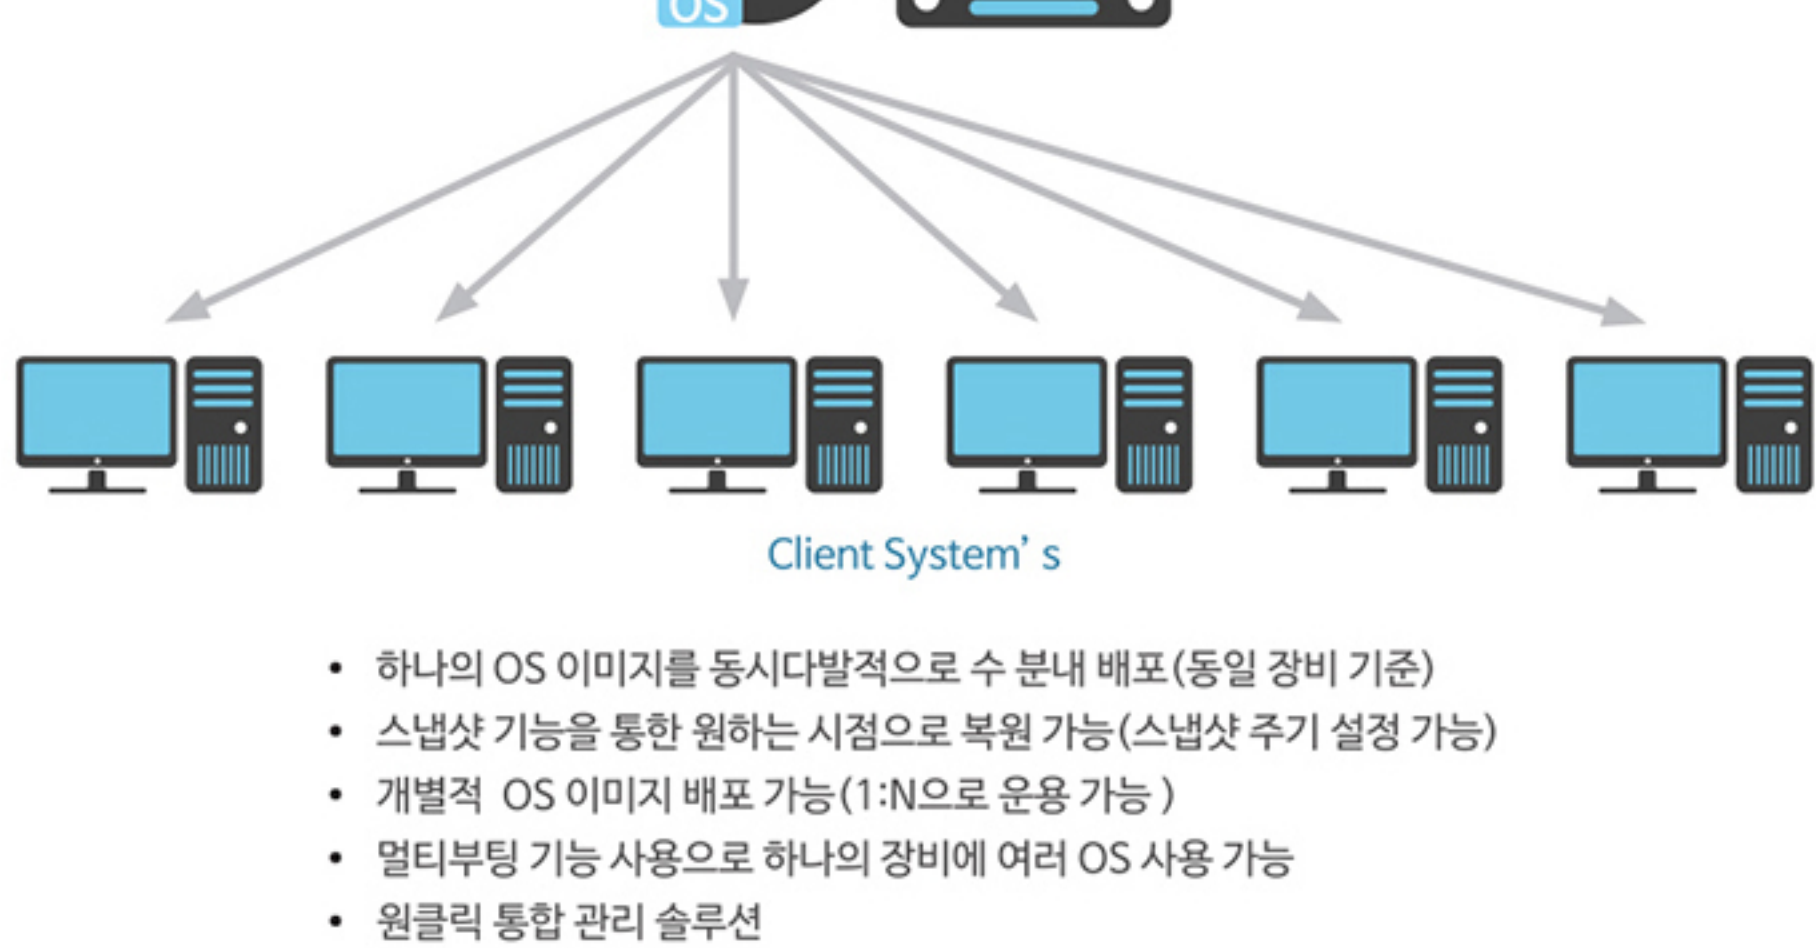 OS
Client System’ s
• 하나의 OS 이미지를 동시다발적으로 수 분내 배포(동일 장비 기준)
• 스냅샷 기능을 통한 원하는 시점으로 복원 가능(스냅샷 주기 설정 가능)
• 개별적 OS 이미지 배포 가능(1:N으로 운용 가능 )
• 멀티부팅 기능 사용으로 하나의 장비에 여러 OS 사용 가능
• 원클릭 통합 관리 솔루션